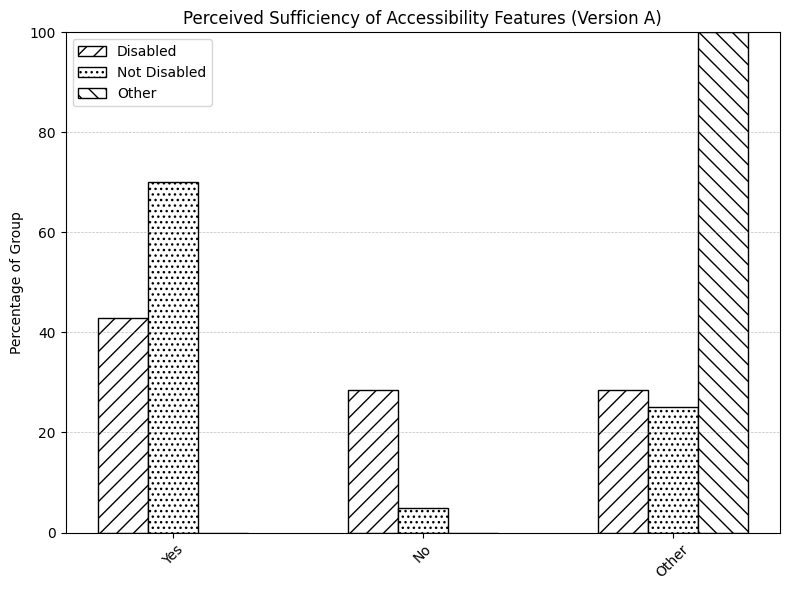 Perceived Sufficiency of Accessibility Features (Version A)
Disabled
Not Disabled
Other
Percentage of Group
100
80
60
40
20
0
Yes
No
Other